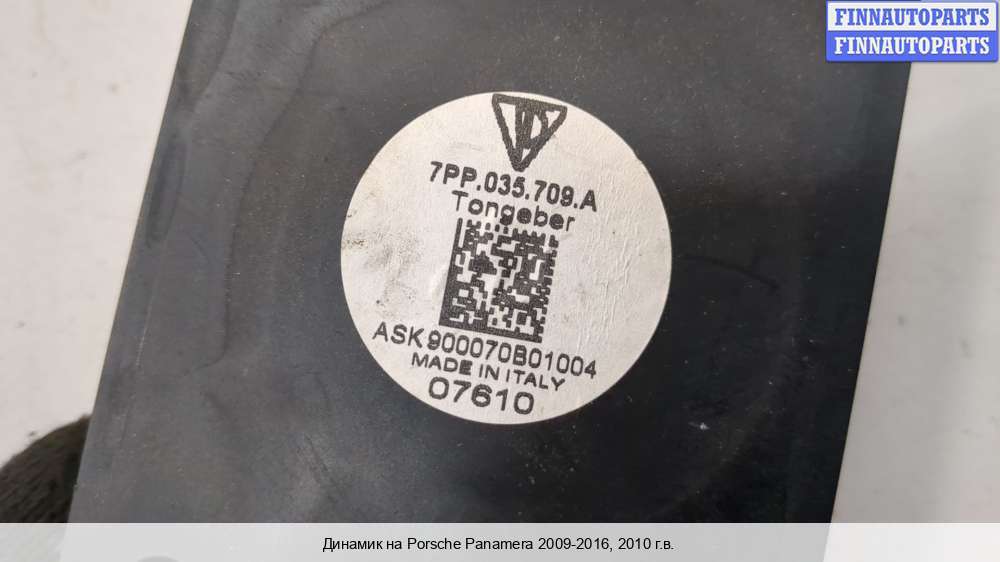 FINNAUTOPARTS
FINNAUTOPARTS
7PP.035.709.A
Tongeber
ASK900070B01004
MADE IN ITALY
07610
Динамик на Porsche Panamera 2009-2016, 2010 г.в.